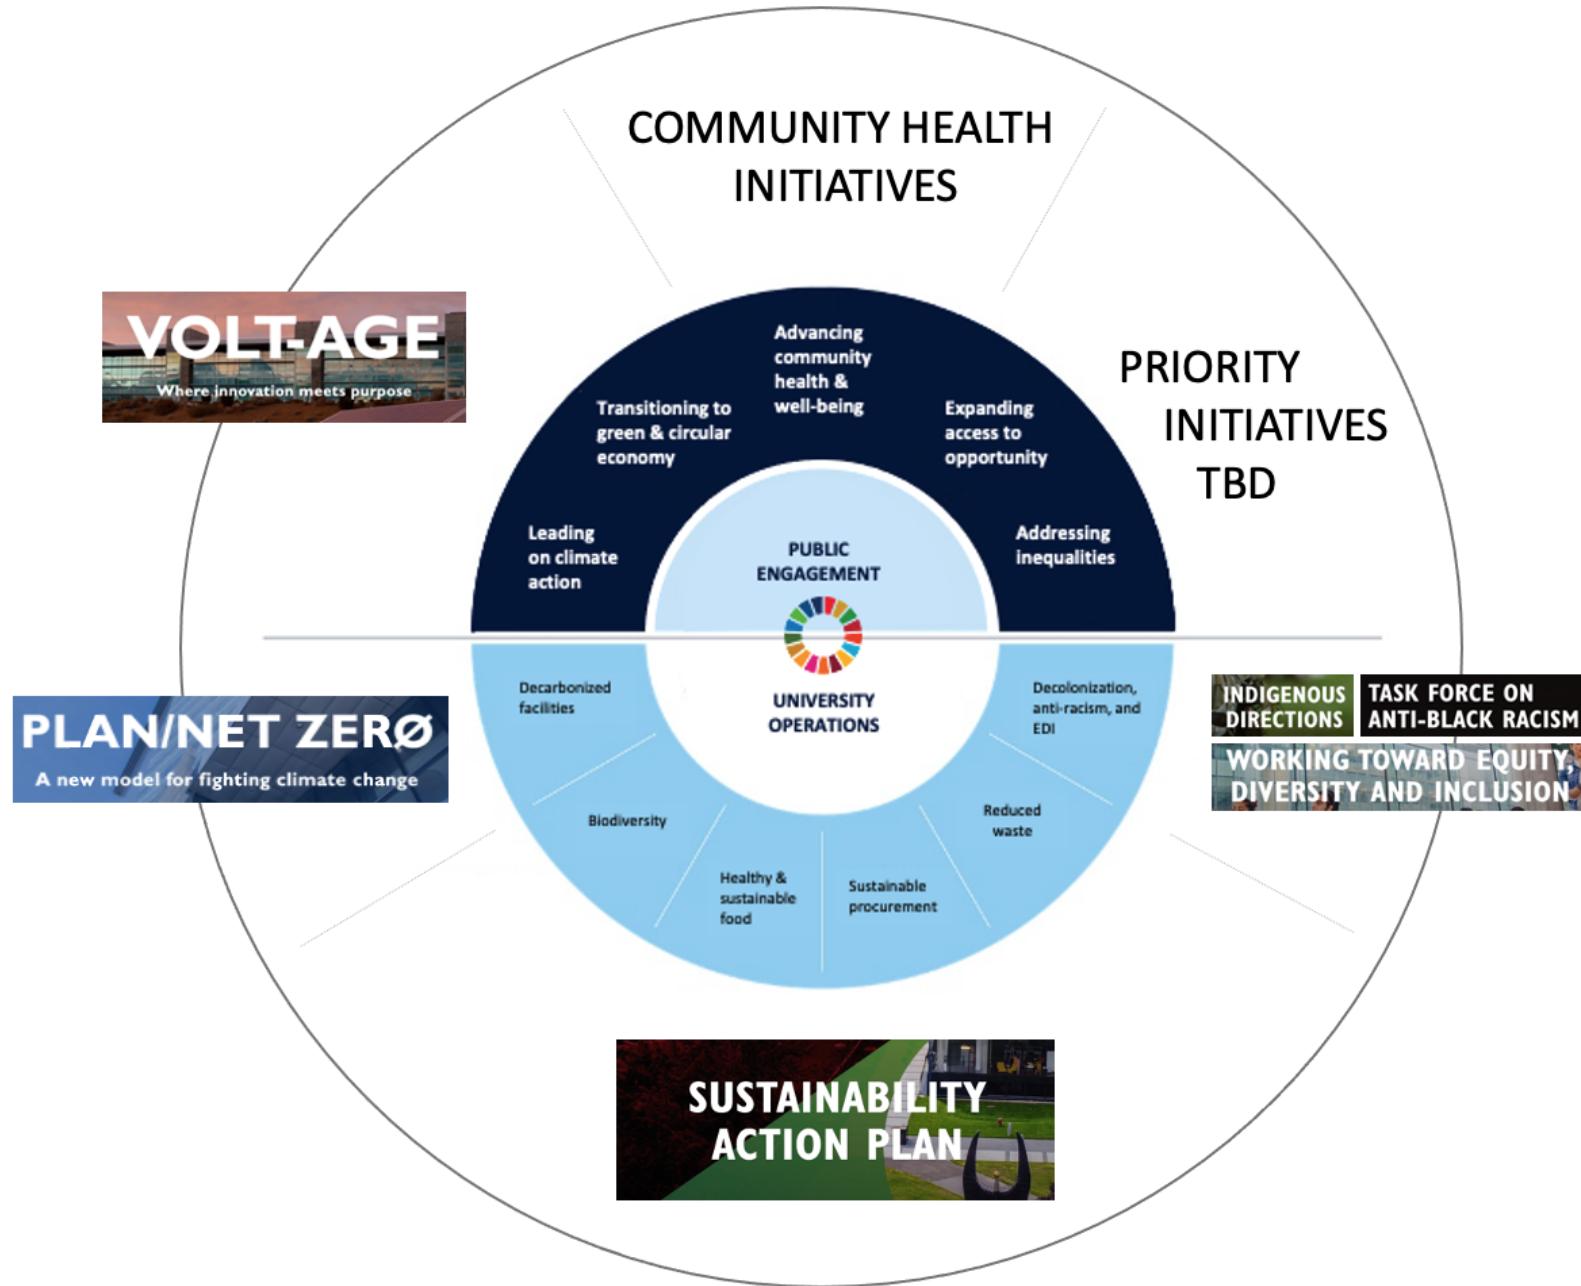 COMMUNITY HEALTH
INITIATIVES
VOLT-AGE
Where innovation meets purpose
PRIORITY
INITIATIVES
TBD
Advancing
community
health &
well-being
Transitioning to
green & circular
economy
Expanding
access to
opportunity
Leading
on climate
action
Addressing
inequalities
PUBLIC
ENGAGEMENT
UNIVERSITY
OPERATIONS
Decarbonized
facilities
Decolonization,
anti-racism, and
EDI
Biodiversity
Reduced
waste
Healthy &
sustainable
food
Sustainable
procurement
PLAN/NET ZERØ
A new model for fighting climate change
INDIGENOUS
DIRECTIONS
TASK FORCE ON
ANTI-BLACK RACISM
WORKING TOWARD EQUITY,
DIVERSITY AND INCLUSION
SUSTAINABILITY
ACTION PLAN